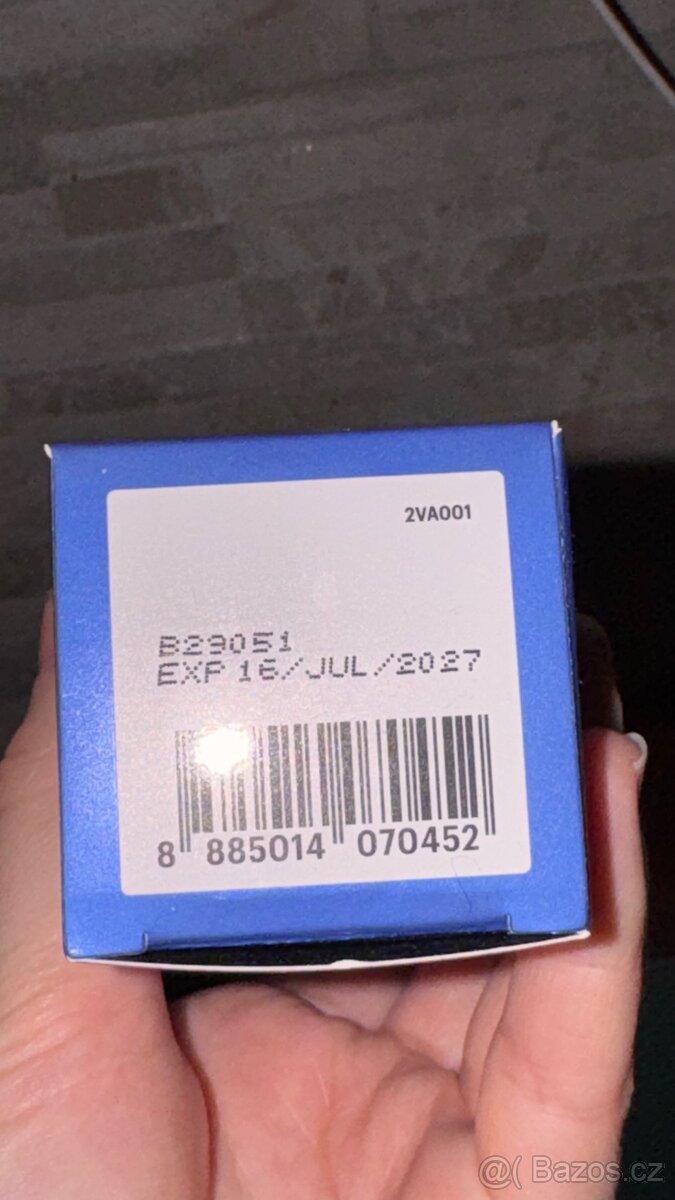 2VA001
B29051
EXP 16/JUL/2027
8 885014 070452
@( Bazos.cz